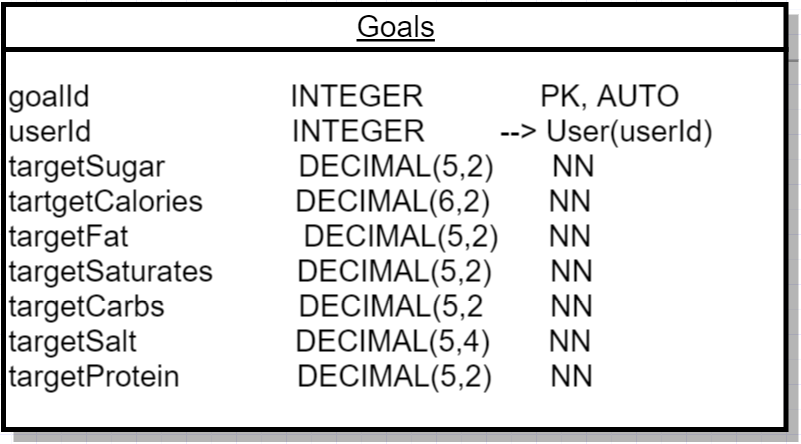 Goals
goalId INTEGER PK, AUTO
userId INTEGER --> User(userId)
targetSugar DECIMAL(5,2) NN
tartgetCalories DECIMAL(6,2) NN
targetFat DECIMAL(5,2) NN
targetSaturates DECIMAL(5,2) NN
targetCarbs DECIMAL(5,2 NN
targetSalt DECIMAL(5,4) NN
targetProtein DECIMAL(5,2) NN